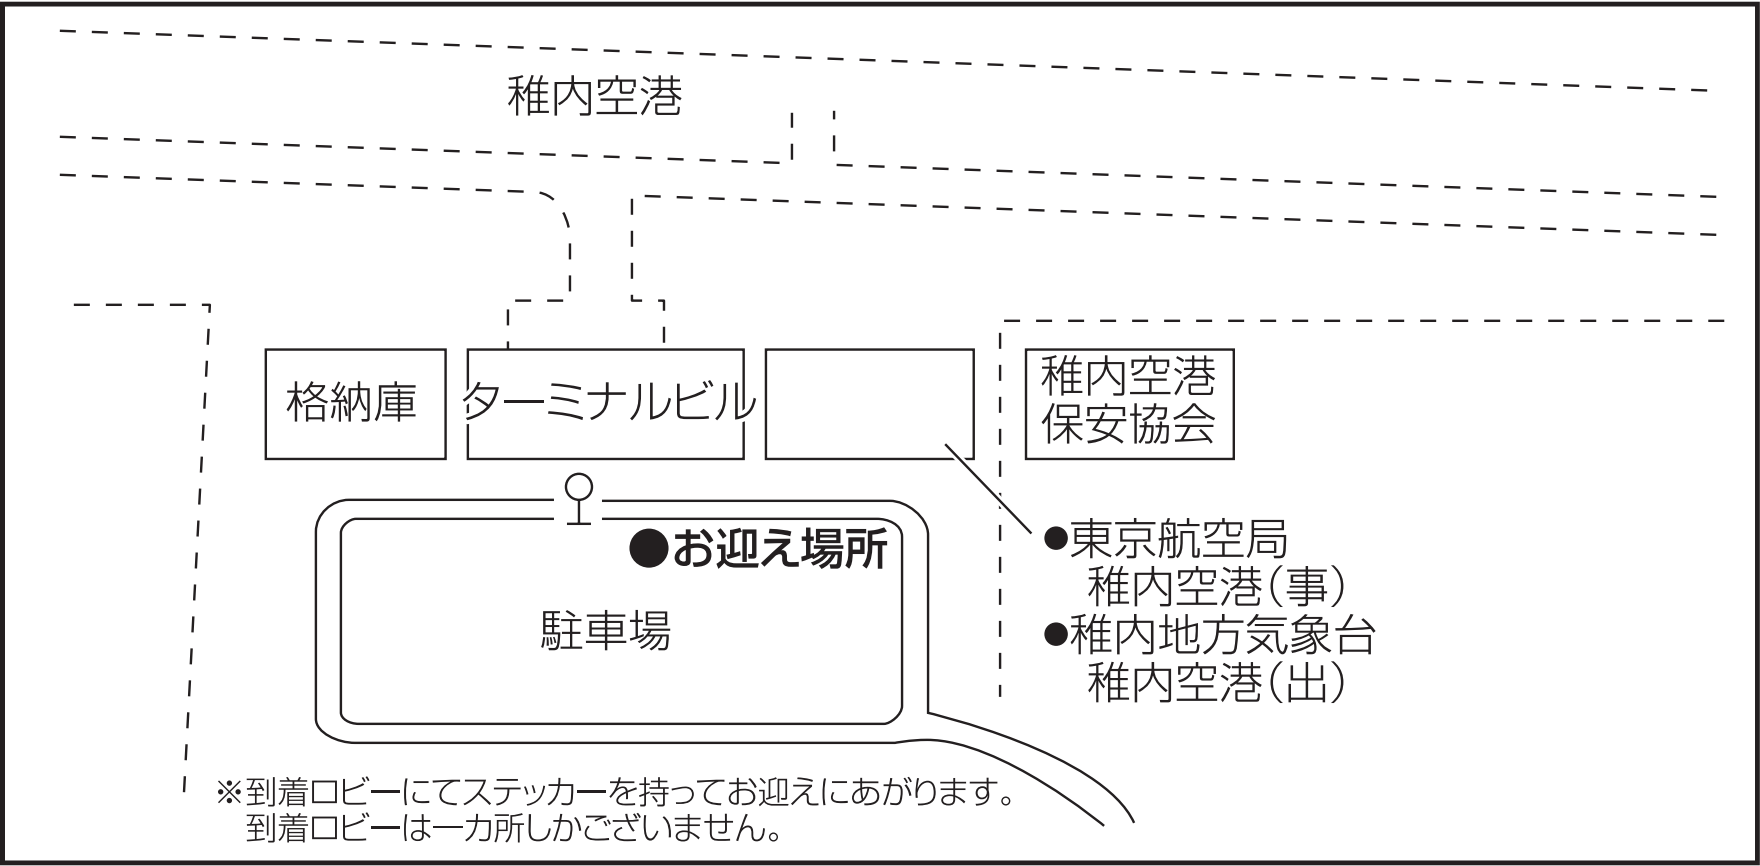 稚内空港
格納庫
ターミナルビル
稚内空港
保安協会
●お迎え場所
駐車場
●東京航空局
稚内空港(事)
●稚内地方気象台
稚内空港(出)
※到着ロビーにてステッカーを持ってお迎えにあがります。
到着ロビーは一カ所しかございません。